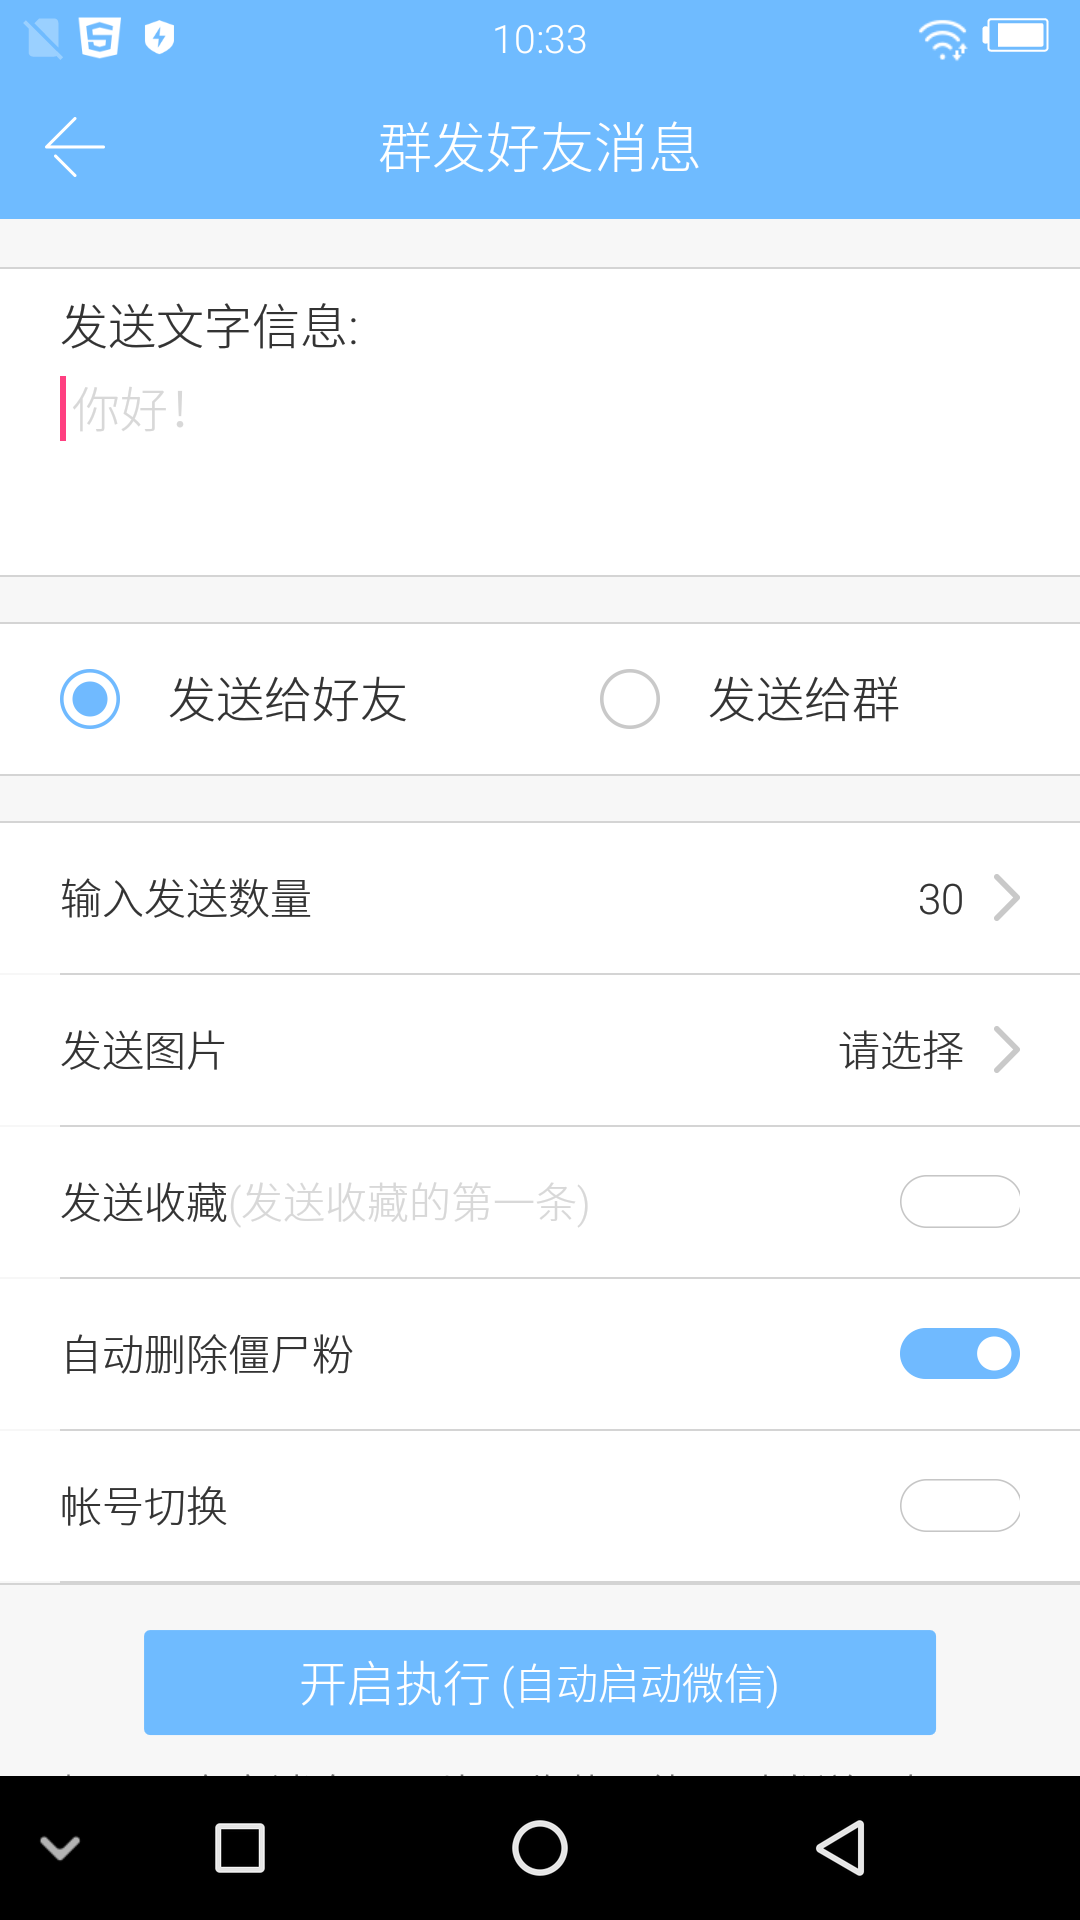 10:33
群发好友消息
发送文字信息:
你好！
发送给好友
发送给群
输入发送数量
30
发送图片
请选择
发送收藏(发送收藏的第一条)
自动删除僵尸粉
帐号切换
开启执行 (自动启动微信)